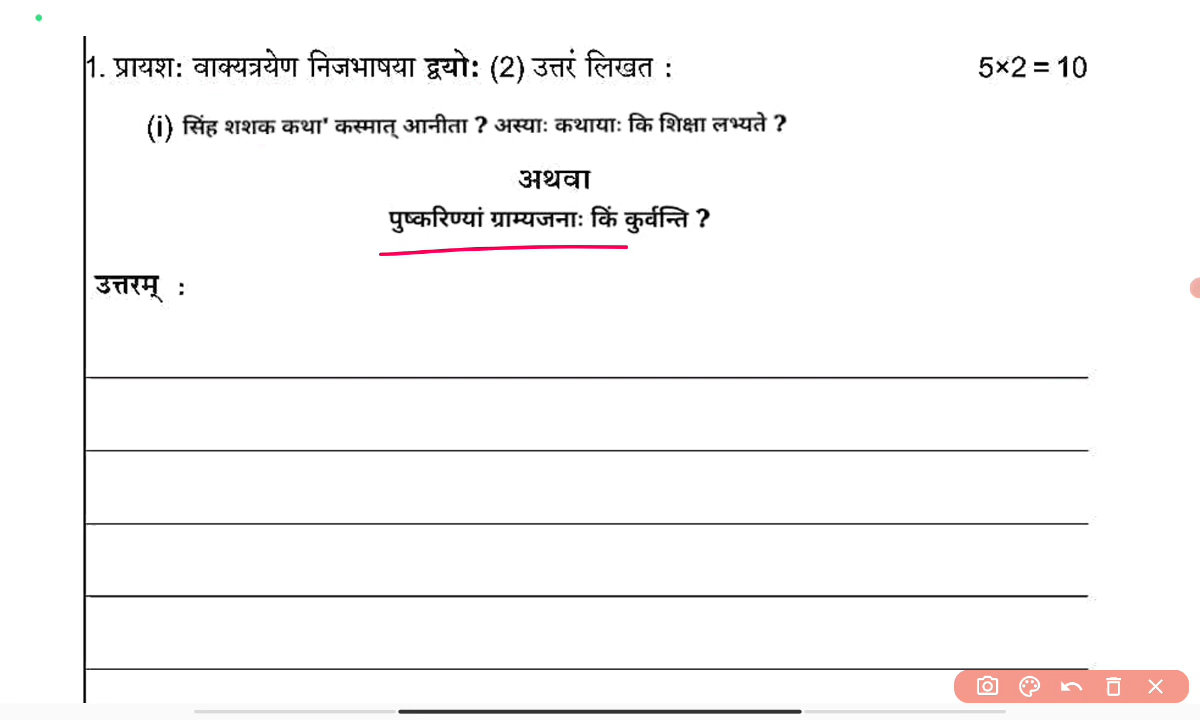 1. प्रायश: वाक्यत्रयेण निजभाषया द्वयो: (2) उत्तरं लिखत : 5×2 = 10
(i) सिंह शशक कथा' कस्मात् आनीता ? अस्याः कथायाः कि शिक्षा लभ्यते ?
अथवा
पुष्करिण्यां ग्राम्यजनाः किं कुर्वन्ति ?
उत्तरम् :